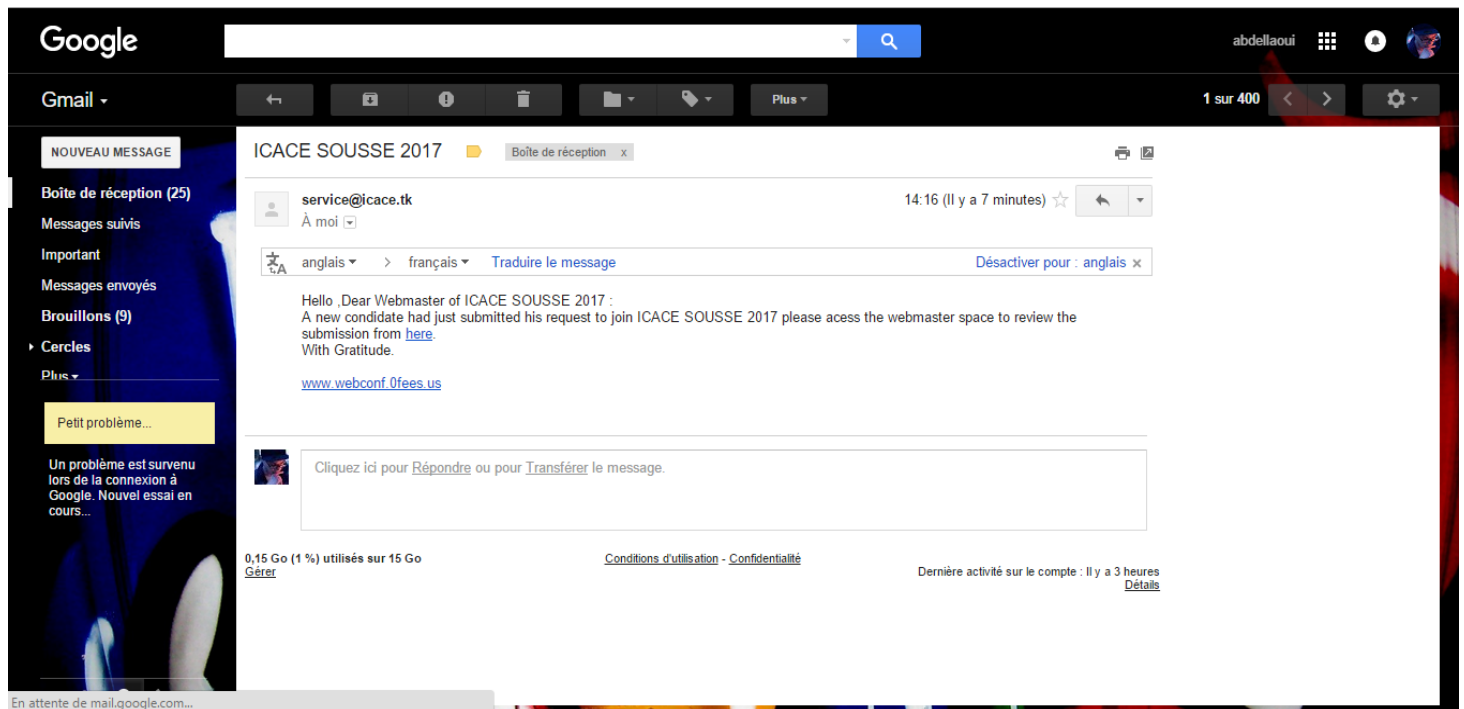 Google
abdellaoui
Gmail
Plus
1 sur 400
NOUVEAU MESSAGE
Boîte de réception (25)
Messages suivis
Important
Messages envoyés
Brouillons (9)
Cercles
Plus
Petit problème...
Un problème est survenu
lors de la connexion à
Google. Nouvel essai en
cours...
ICACE SOUSSE 2017
Boîte de réception x
service@icace.tk
14:16 (Il y a 7 minutes)
À moi
anglais > français Traduire le message
Désactiver pour : anglais ×
Hello ,Dear Webmaster of ICACE SOUSSE 2017 :
A new condidate had just submitted his request to join ICACE SOUSSE 2017 please acess the webmaster space to review the
submission from here.
With Gratitude.
www.webconf.0fees.us
Cliquez ici pour Répondre ou pour Transférer le message.
0,15 Go (1 %) utilisés sur 15 Go
Gérer
Conditions d'utilisation - Confidentialité
Dernière activité sur le compte : Il y a 3 heures
Détails
En attente de mail.google.com...